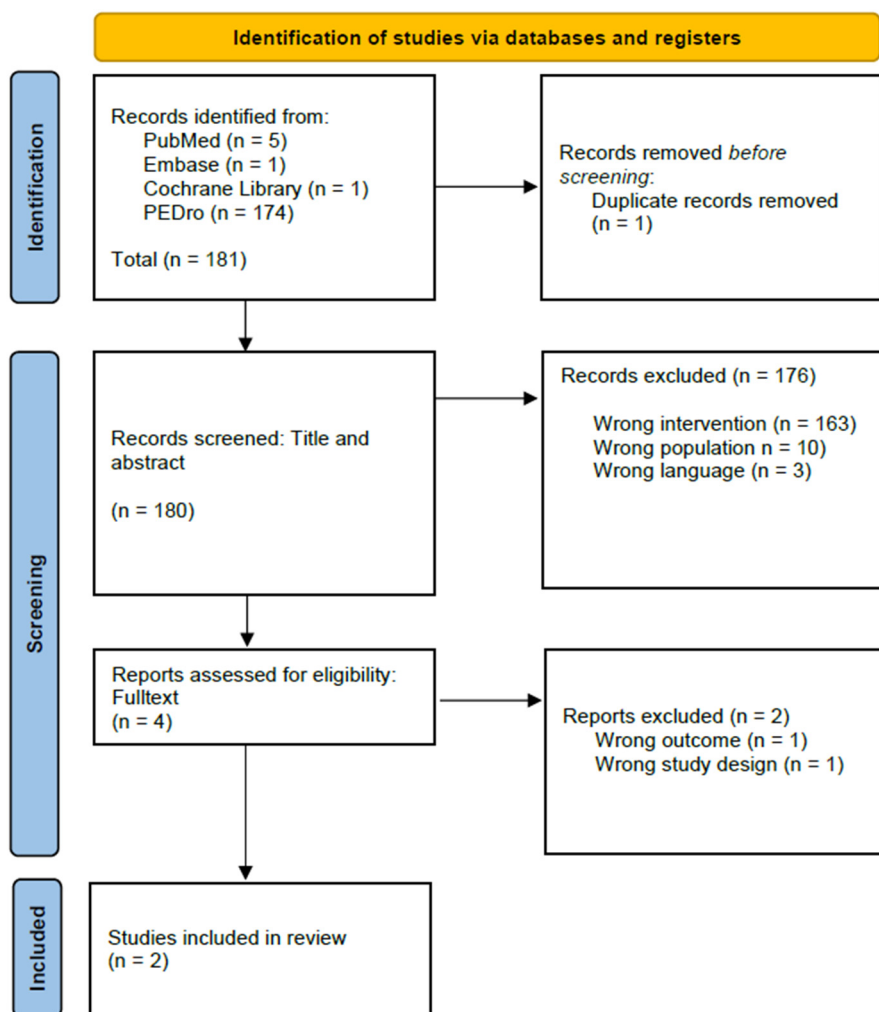 Identification of studies via databases and registers
Identification
Records identified from:
PubMed (n = 5)
Embase (n = 1)
Cochrane Library (n = 1)
PEDro (n = 174)
Total (n = 181)
Records removed before
screening:
Duplicate records removed
(n = 1)
Screening
Records screened: Title and
abstract
(n = 180)
Records excluded (n = 176)
Wrong intervention (n = 163)
Wrong population n = 10)
Wrong language (n = 3)
Reports assessed for eligibility:
Fulltext
(n = 4)
Reports excluded (n = 2)
Wrong outcome (n = 1)
Wrong study design (n = 1)
Included
Studies included in review
(n = 2)